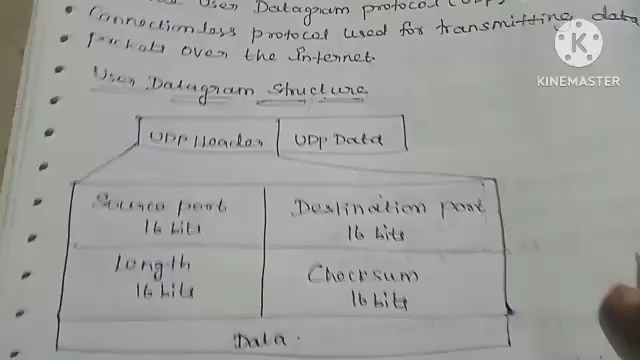 User Datagram protocol (UDP)
Connectionless protocol used for transmitting data
Packets over the Internet.
User Datagram Structure
UDP Header UDP Data
Source port Destination port
16 bits 16 bits
Length Checksum
16 bits 16 bits
Data.
KINEMASTER